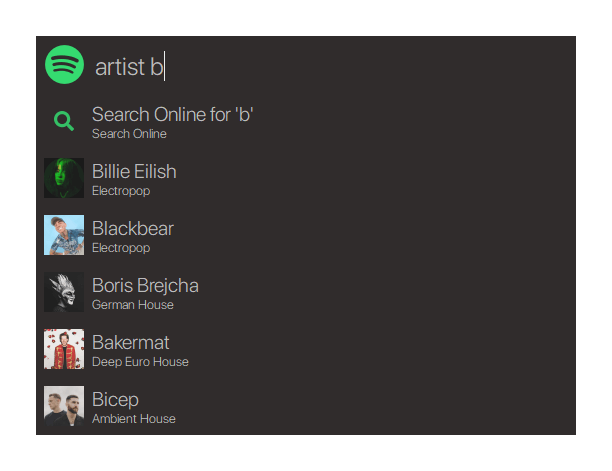 artist b
Search Online for 'b'
Search Online
Billie Eilish
Electropop
Blackbear
Electropop
Boris Brejcha
German House
Bakermat
Deep Euro House
Bicep
Ambient House